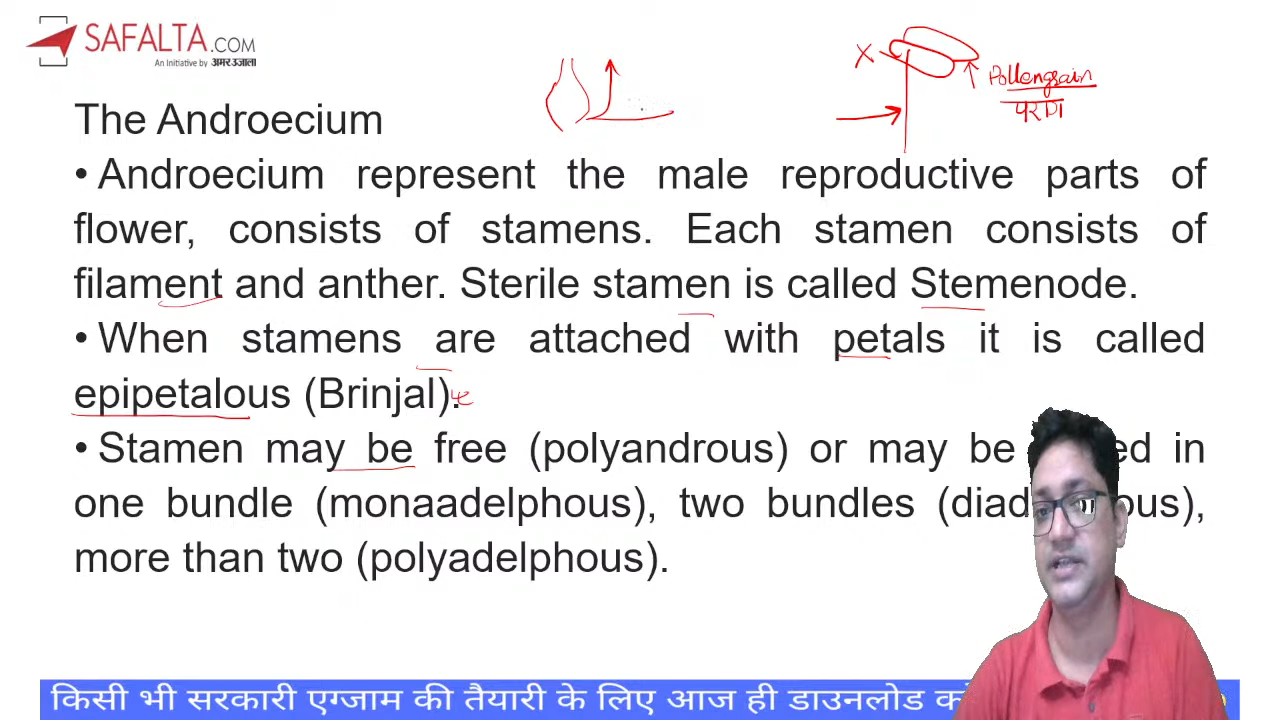 SAFALTA.COM
An Initiative by अमर उजाला
X
Pollengrain
पराग
The Androecium
• Androecium represent the male reproductive parts of
flower, consists of stamens. Each stamen consists of
filament and anther. Sterile stamen is called Stemenode.
• When stamens are attached with petals it is called
epipetalous (Brinjal).
• Stamen may be free (polyandrous) or may be in
one bundle (monaadelphous), two bundles
more than two (polyadelphous).
किसी भी सरकारी एग्जाम की तैयारी के लिए आज ही डाउनलोड